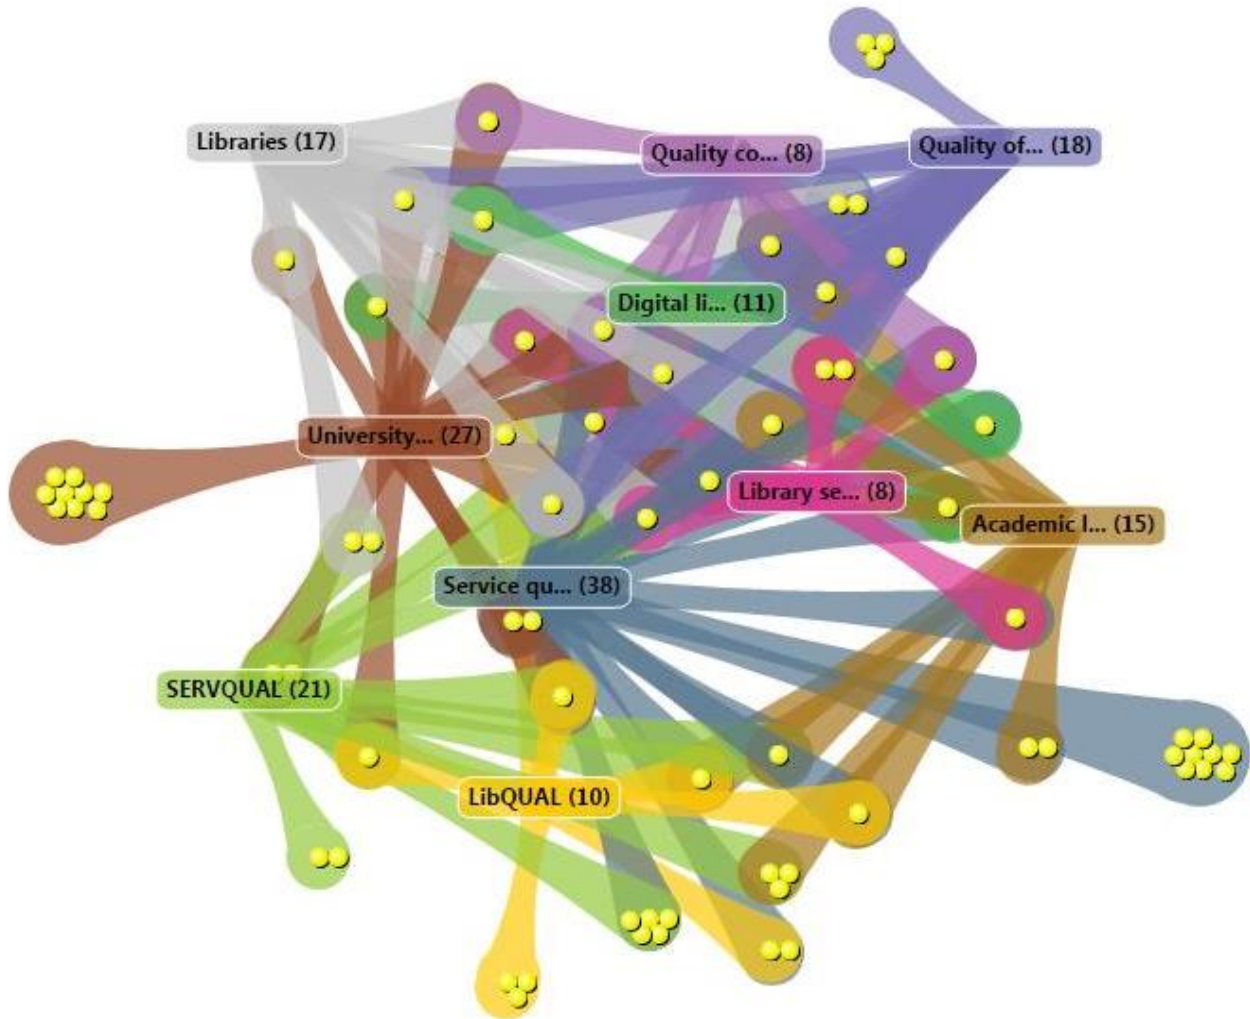 Libraries (17)
Quality co... (8)
Quality of... (18)
Digital li... (11)
University... (27)
Library se... (8)
Academic l... (15)
Service qu... (38)
SERVQUAL (21)
LibQUAL (10)